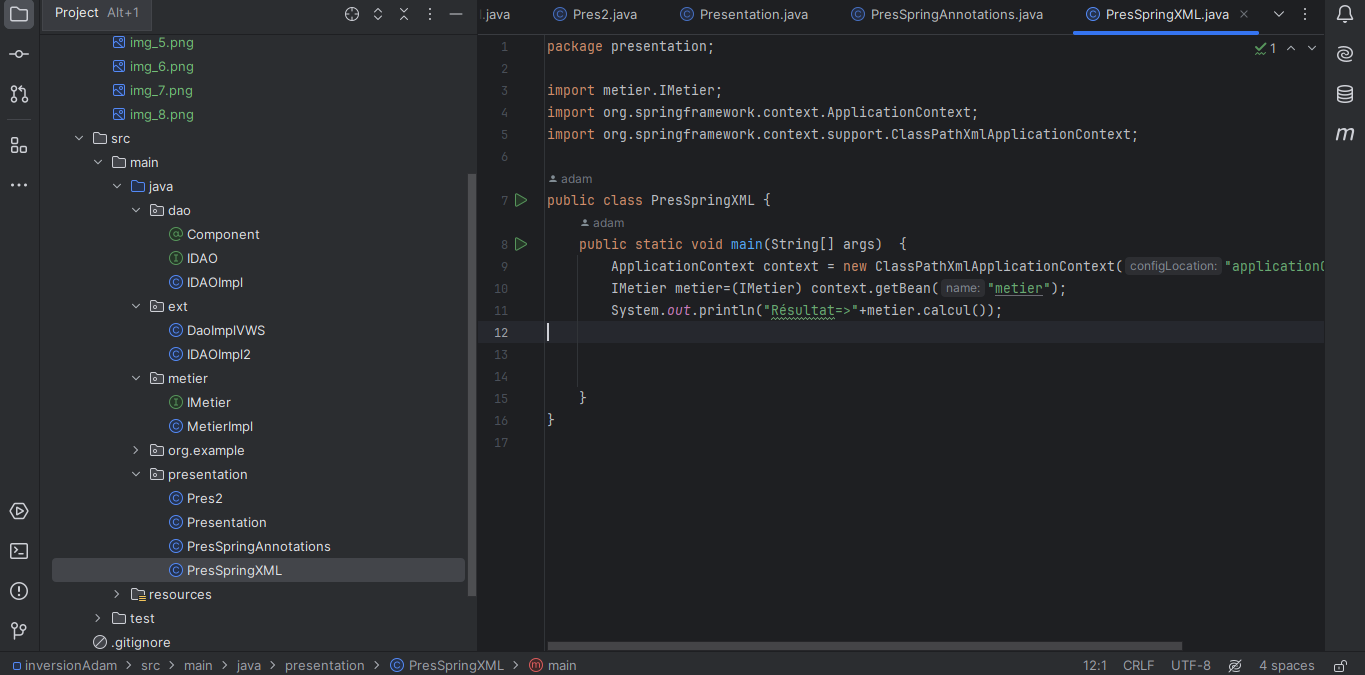 Project Alt+1
l.java Pres2.java Presentation.java PresSpringAnnotations.java PresSpringXML.java
img_5.png
img_6.png
img_7.png
img_8.png
src
main
java
dao
Component
IDAO
IDAOImpl
ext
DaoImplVWS
IDAOImpl2
metier
IMetier
MetierImpl
org.example
presentation
Pres2
Presentation
PresSpringAnnotations
PresSpringXML
resources
test
.gitignore
1 package presentation;
1
2
3 import metier.IMetier;
4 import org.springframework.context.ApplicationContext;
5 import org.springframework.context.support.ClassPathXmlApplicationContext;
6
adam
7 public class PresSpringXML {
adam
8 public static void main(String[] args) {
9 ApplicationContext context = new ClassPathXmlApplicationContext( configLocation: "application
10 IMetier metier=(IMetier) context.getBean( name: "metier");
11 System.out.println("Résultat=>"+metier.calcul());
12
13
14
15 }
16 }
17
m
inversionAdam > src > main > java > presentation > PresSpringXML > main
12:1 CRLF UTF-8 4 spaces